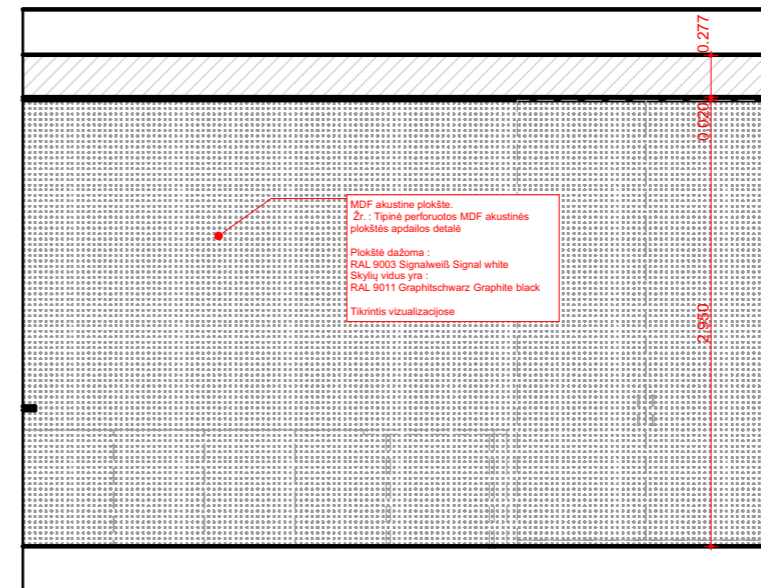 0.277
0.020
MDF akustine plokšte.
Žr. : Tipinė perforuotos MDF akustinės
plokštės apdailos detalė
Plokštė dažoma :
RAL 9003 Signalweiß Signal white
Skylių vidus yra :
RAL 9011 Graphitschwarz Graphite black
Tikrintis vizualizacijose
2.950